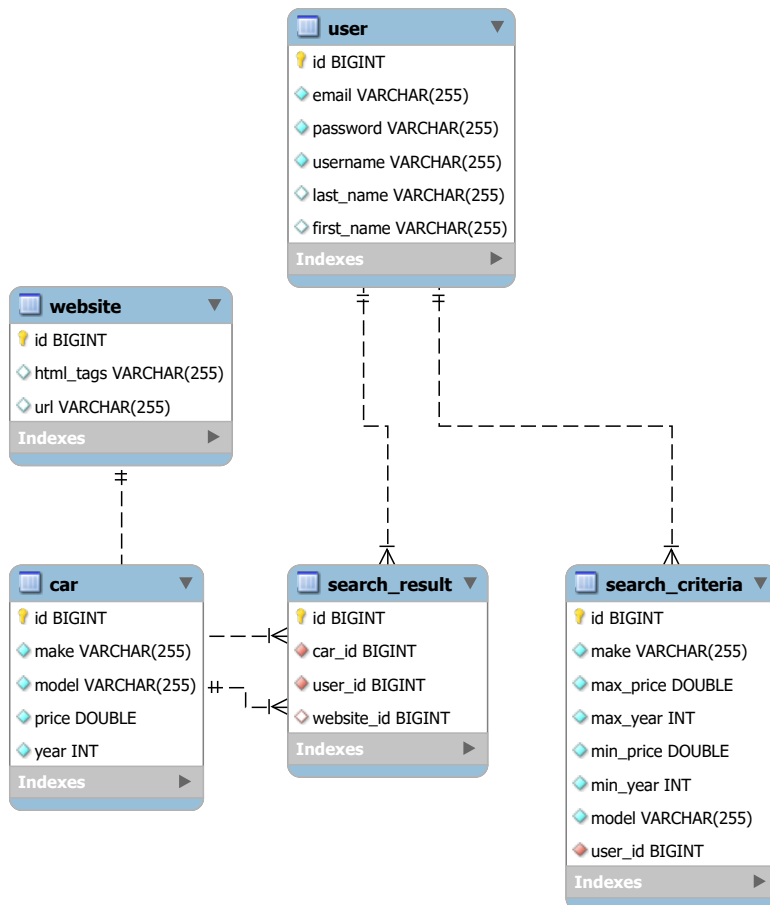 user
id BIGINT
email VARCHAR(255)
password VARCHAR(255)
username VARCHAR(255)
last_name VARCHAR(255)
first_name VARCHAR(255)
Indexes
website
id BIGINT
html_tags VARCHAR(255)
url VARCHAR(255)
Indexes
car
id BIGINT
make VARCHAR(255)
model VARCHAR(255)
price DOUBLE
year INT
Indexes
search_result
id BIGINT
car_id BIGINT
user_id BIGINT
website_id BIGINT
Indexes
search_criteria
id BIGINT
make VARCHAR(255)
max_price DOUBLE
max_year INT
min_price DOUBLE
min_year INT
model VARCHAR(255)
user_id BIGINT
Indexes